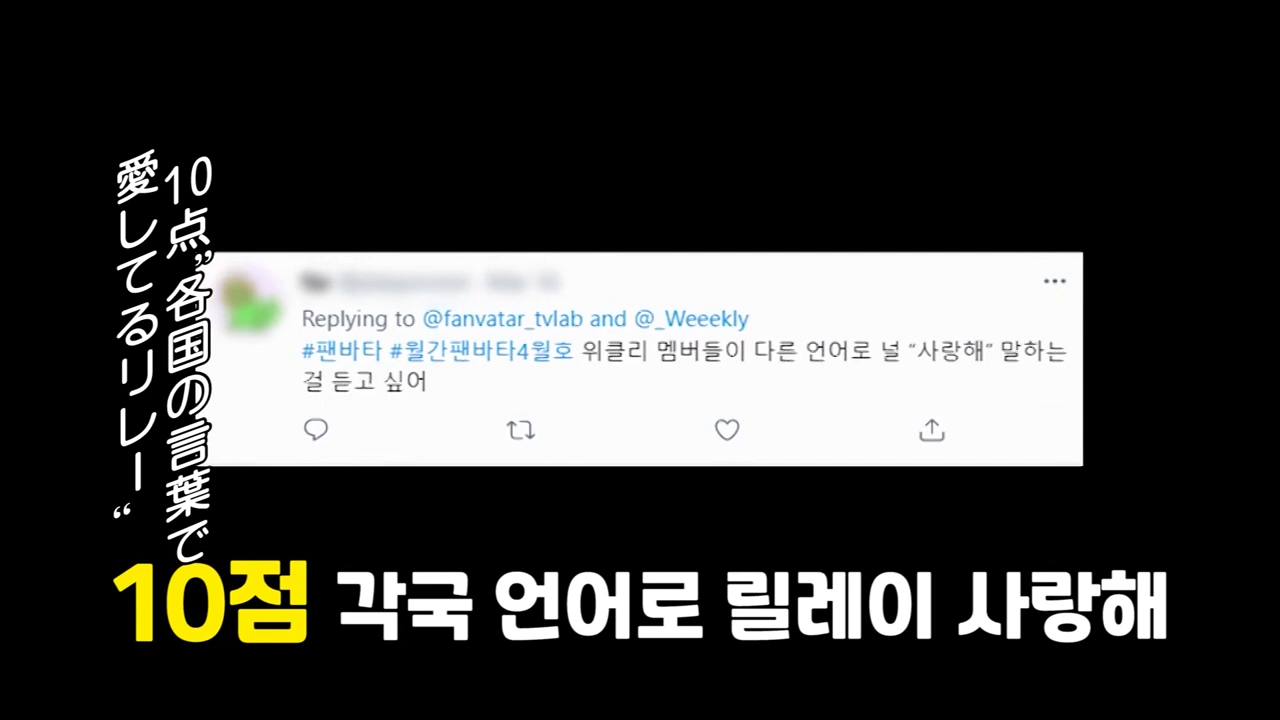 10点”各国の言葉で
愛してるリレー“
Replying to @fanvatar_tvlab and @_Weeekly
#팬바타 #월간팬바타4월호 위클리 멤버들이 다른 언어로 널 “사랑해” 말하는
걸 듣고 싶어
10점 각국 언어로 릴레이 사랑해